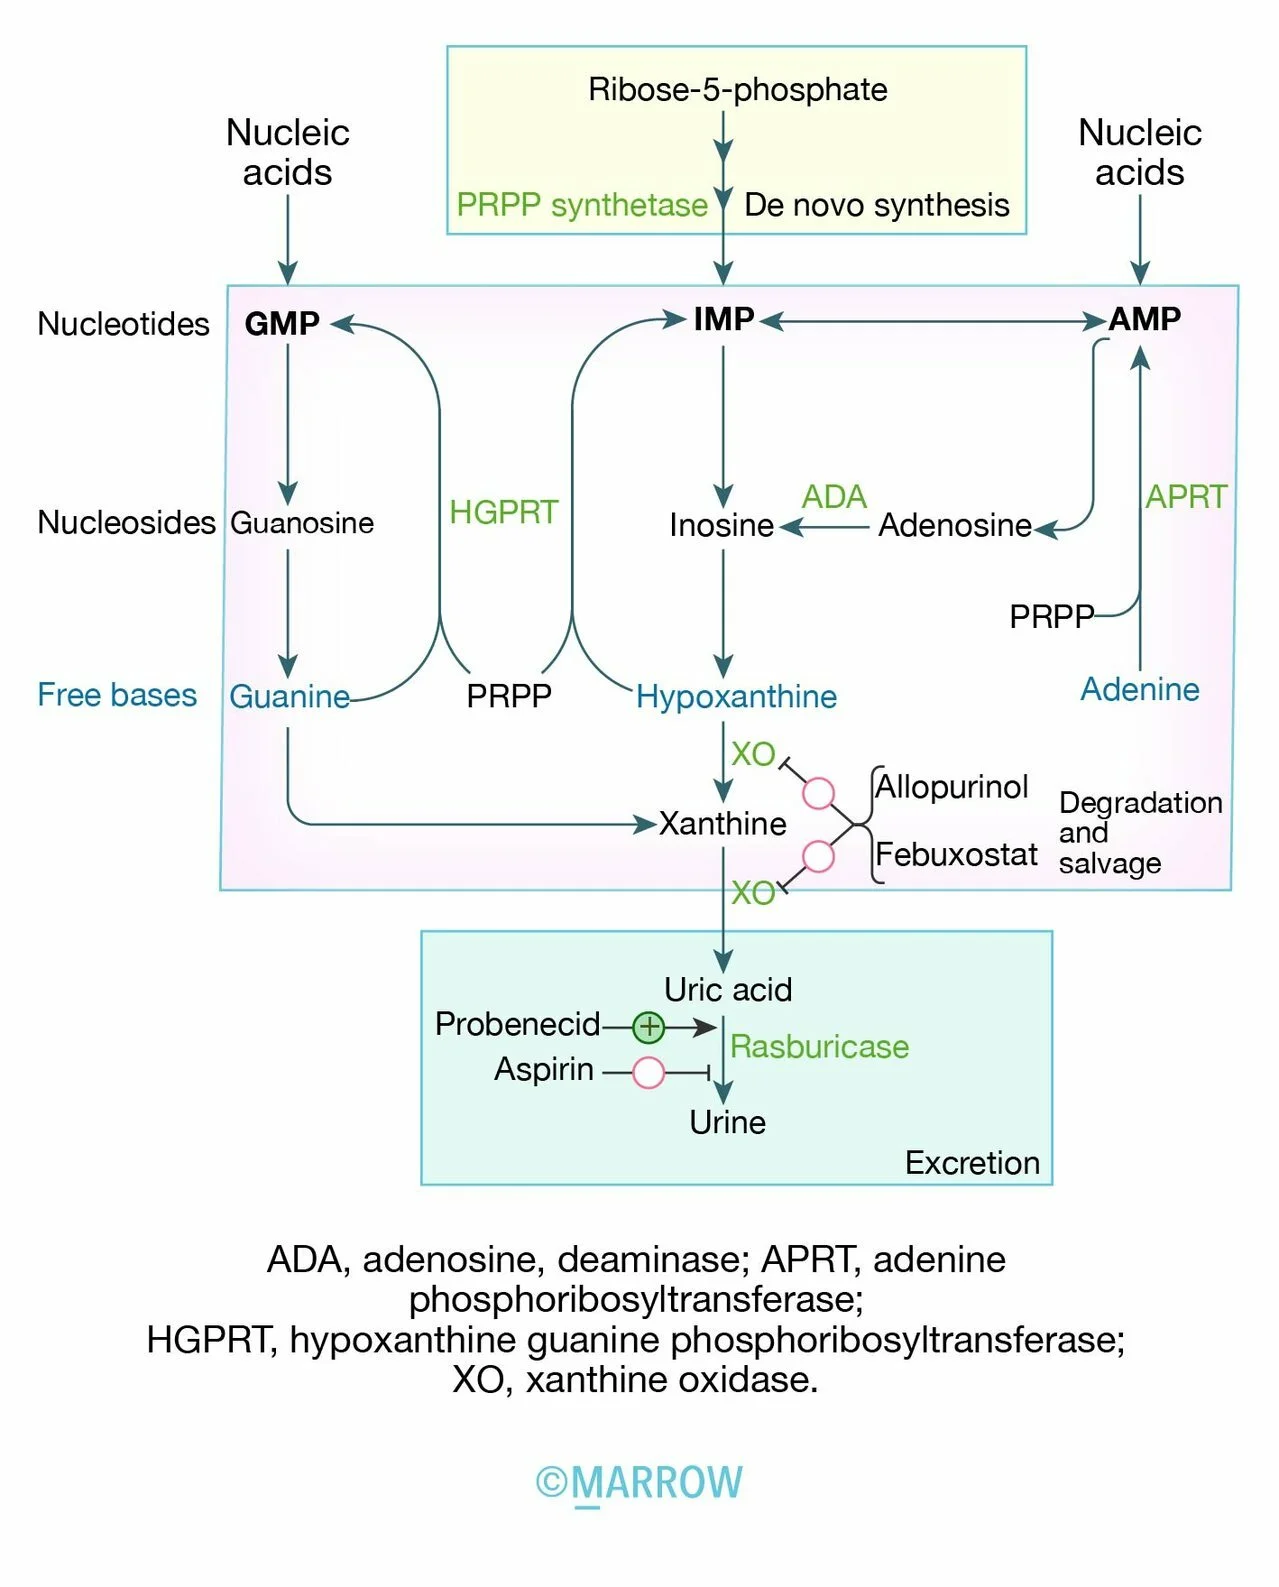 Ribose-5-phosphate
Nucleic
acids
Nucleic
acids
PRPP synthetase
De novo synthesis
Nucleotides
GMP
IMP
AMP
Nucleosides
Guanosine
HGPRT
Inosine
ADA
Adenosine
APRT
PRPP
Free bases
Guanine
PRPP
Hypoxanthine
Adenine
XO
Allopurinol
Xanthine
Febuxostat
Degradation
and
salvage
XO
Uric acid
Probenecid
+
Rasburicase
Aspirin
Urine
Excretion
ADA, adenosine, deaminase; APRT, adenine
phosphoribosyltransferase;
HGPRT, hypoxanthine guanine phosphoribosyltransferase;
XO, xanthine oxidase.
©MARROW